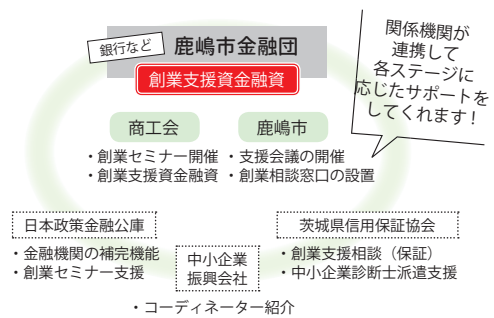 銀行など
鹿嶋市金融団
創業支援資金融資
関係機関が
連携して
各ステージに
応じたサポートを
してくれます！
商工会
・創業セミナー開催
・創業支援資金融資
鹿嶋市
・支援会議の開催
・創業相談窓口の設置
日本政策金融公庫
・金融機関の補完機能
・創業セミナー支援
中小企業
振興会社
・コーディネーター紹介
茨城県信用保証協会
・創業支援相談（保証）
・中小企業診断士派遣支援